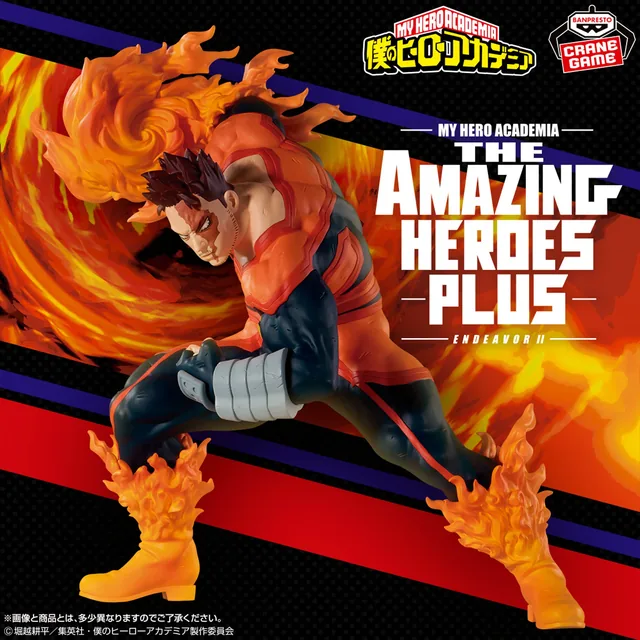 MY HERO ACADEMIA
僕のヒーローアカデミア
BANPRESTO
CRANE
GAME
MY HERO ACADEMIA
THE
AMAZING
HEROES
PLUS
ENDEAVOR II
※画像と商品とは、多少異なりますのでご了承ください。
© 堀越耕平／集英社・僕のヒーローアカデミア製作委員会